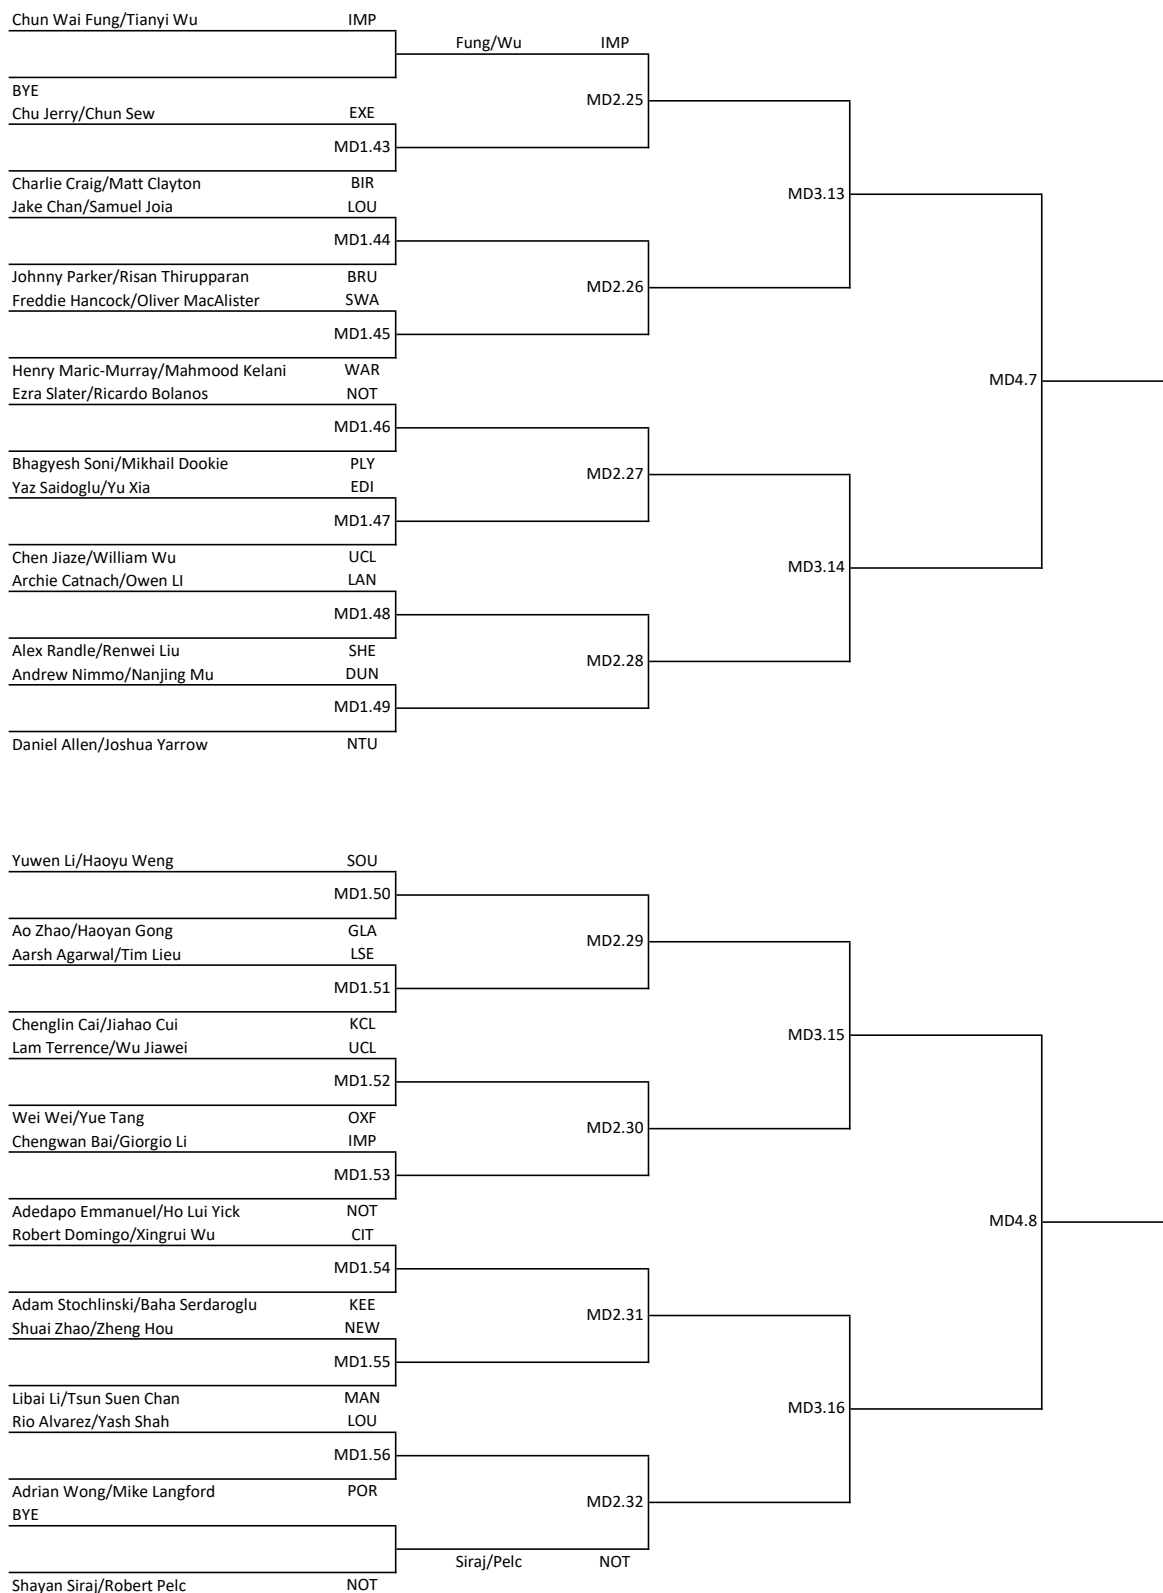 Chun Wai Fung/Tianyi Wu IMP
Fung/Wu IMP
BYE
MD2.25
Chu Jerry/Chun Sew EXE
MD1.43
Charlie Craig/Matt Clayton BIR
MD3.13
Jake Chan/Samuel Joia LOU
MD1.44
Johnny Parker/Risan Thirupparan BRU
MD2.26
Freddie Hancock/Oliver MacAlister SWA
MD1.45
Henry Maric-Murray/Mahmood Kelani WAR
MD4.7
Ezra Slater/Ricardo Bolanos NOT
MD1.46
Bhagyesh Soni/Mikhail Dookie PLY
MD2.27
Yaz Saidoglu/Yu Xia EDI
MD1.47
Chen Jiaze/William Wu UCL
MD3.14
Archie Catnach/Owen LI LAN
MD1.48
Alex Randle/Renwei Liu SHE
MD2.28
Andrew Nimmo/Nanjing Mu DUN
MD1.49
Daniel Allen/Joshua Yarrow NTU
Yuwen Li/Haoyu Weng SOU
MD1.50
Ao Zhao/Haoyan Gong GLA
MD2.29
Aarsh Agarwal/Tim Lieu LSE
MD1.51
Chenglin Cai/Jiahao Cui KCL
MD3.15
Lam Terrence/Wu Jiawei UCL
MD1.52
Wei Wei/Yue Tang OXF
MD2.30
Chengwan Bai/Giorgio Li IMP
MD1.53
Adedapo Emmanuel/Ho Lui Yick NOT
MD4.8
Robert Domingo/Xingrui Wu CIT
MD1.54
Adam Stochlinski/Baha Serdaroglu KEE
MD2.31
Shuai Zhao/Zheng Hou NEW
MD1.55
Libai Li/Tsun Suen Chan MAN
MD3.16
Rio Alvarez/Yash Shah LOU
MD1.56
Adrian Wong/Mike Langford POR
MD2.32
BYE
Siraj/Pelc NOT
Shayan Siraj/Robert Pelc NOT